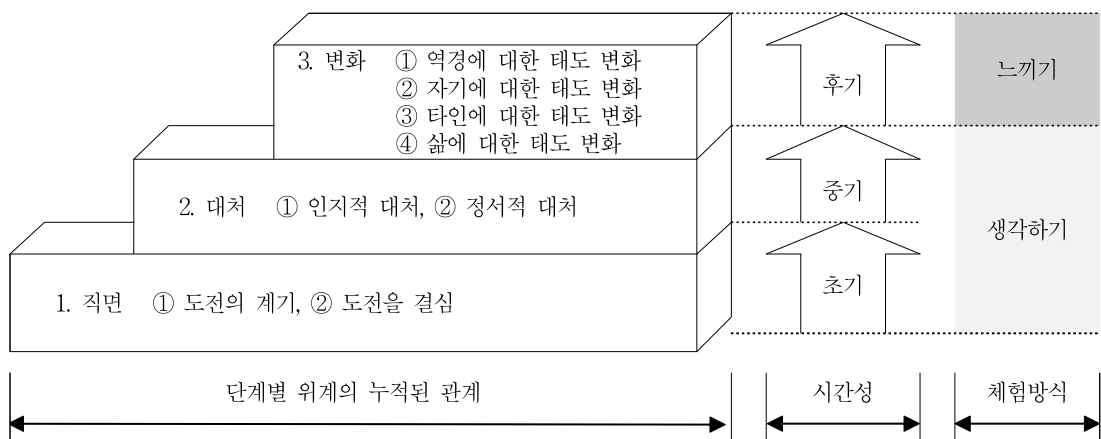 3. 변화 ① 역경에 대한 태도 변화
② 자기에 대한 태도 변화
③ 타인에 대한 태도 변화
④ 삶에 대한 태도 변화
2. 대처 ① 인지적 대처, ② 정서적 대처
1. 직면 ① 도전의 계기, ② 도전을 결심
후기
중기
초기
느끼기
생각하기
단계별 위계의 누적된 관계
시간성
체험방식